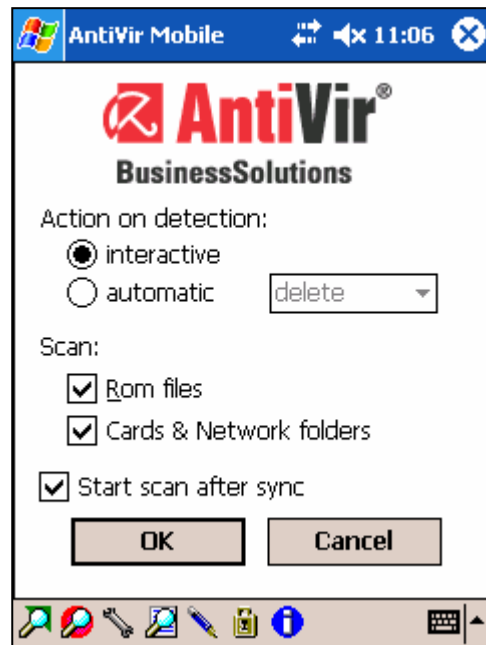 AntiVir Mobile 11:06
AntiVir®
BusinessSolutions
Action on detection:
interactive
automatic delete
Scan:
Rom files
Cards & Network folders
Start scan after sync
OK Cancel